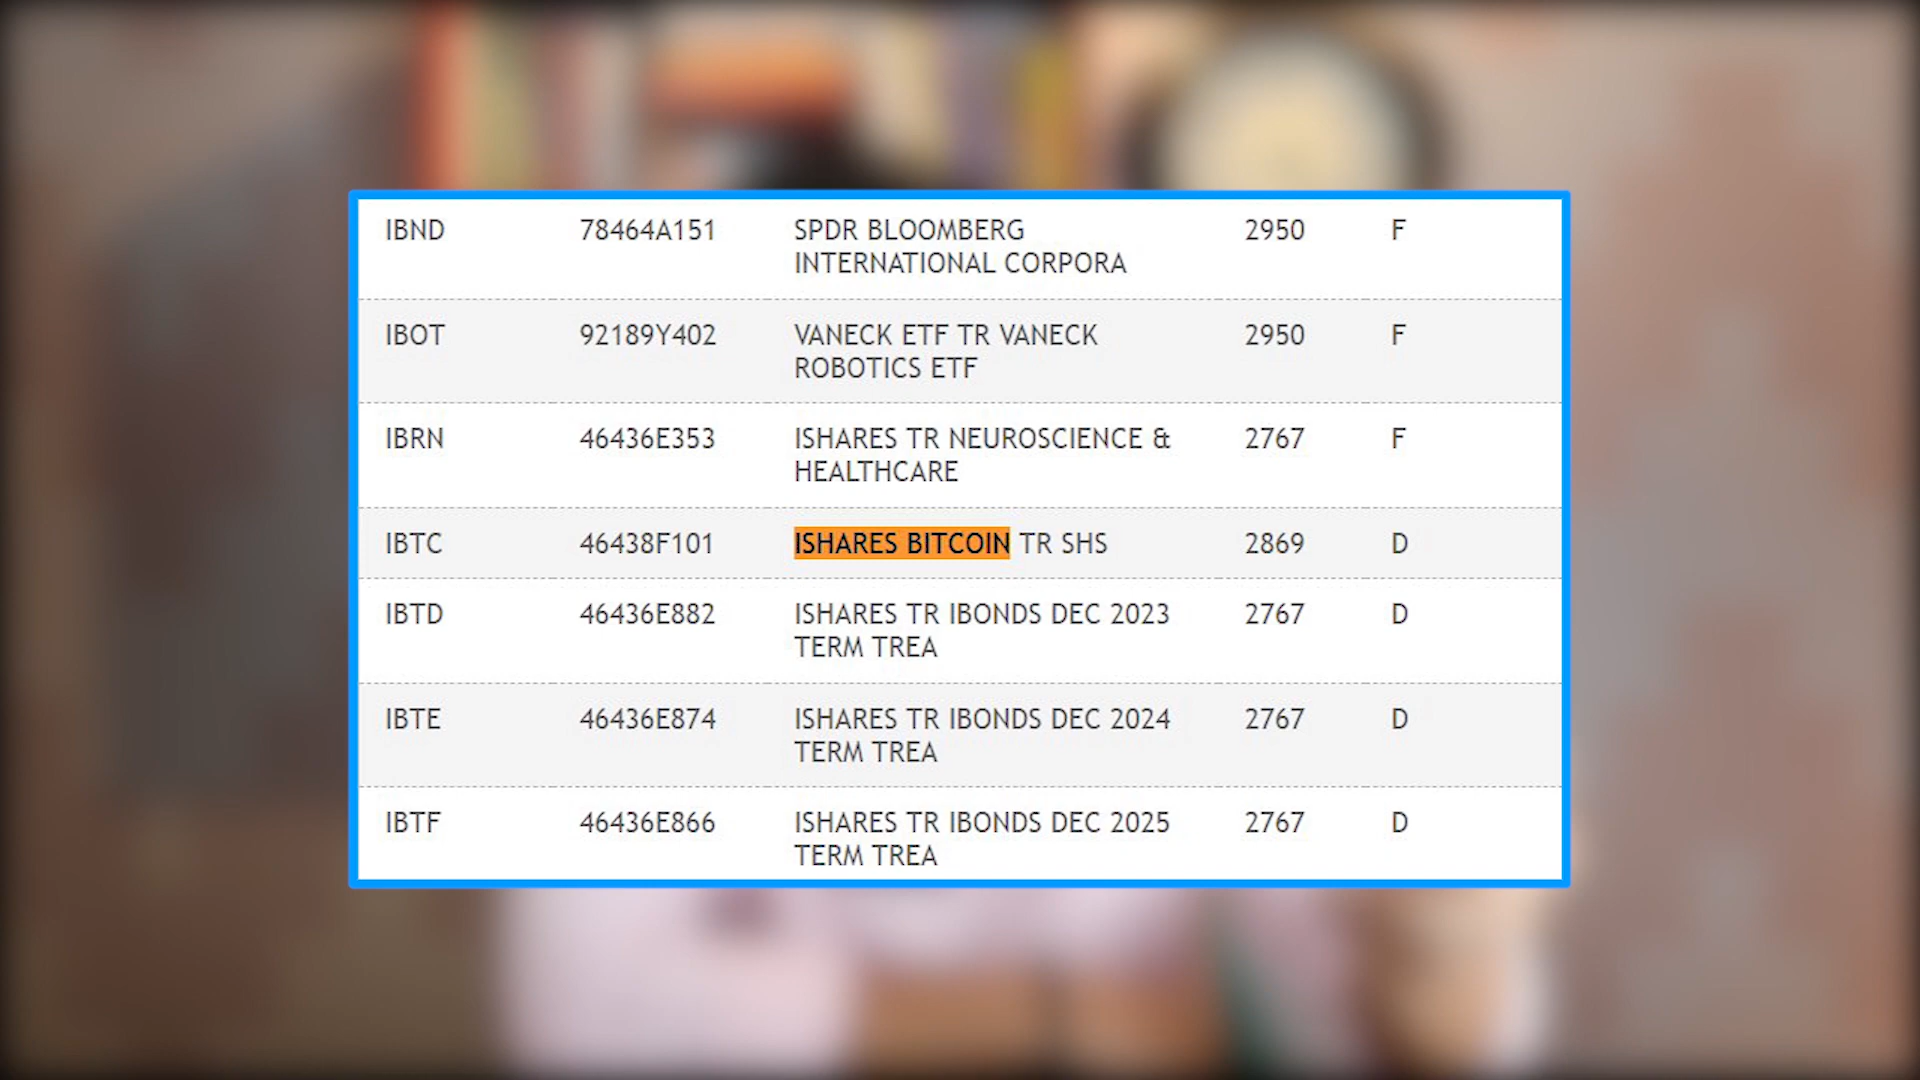 IBND 78464A151 SPDR BLOOMBERG 2950 F
INTERNATIONAL CORPORA
IBOT 92189Y402 VANECK ETF TR VANECK 2950 F
ROBOTICS ETF
IBRN 46436E353 ISHARES TR NEUROSCIENCE & 2767 F
HEALTHCARE
IBTC 46438F101 ISHARES BITCOIN TR SHS 2869 D
IBTD 46436E882 ISHARES TR IBONDS DEC 2023 2767 D
TERM TREA
IBTE 46436E874 ISHARES TR IBONDS DEC 2024 2767 D
TERM TREA
IBTF 46436E866 ISHARES TR IBONDS DEC 2025 2767 D
TERM TREA